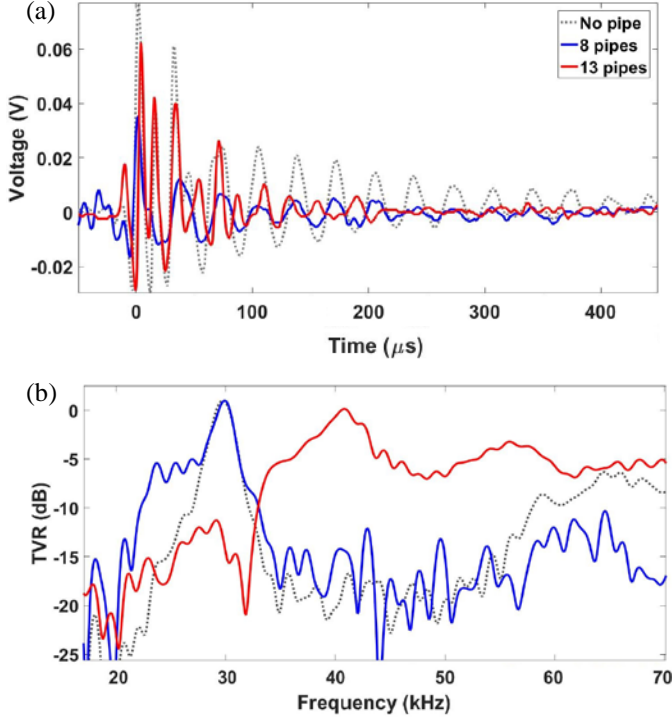 (a)
0.06
0.04
0.02
0
-0.02
Voltage (V)
No pipe
8 pipes
13 pipes
0 100 200 300 400
Time (μs)
(b)
0
-5
-10
-15
-20
-25
TVR (dB)
20 30 40 50 60 70
Frequency (kHz)